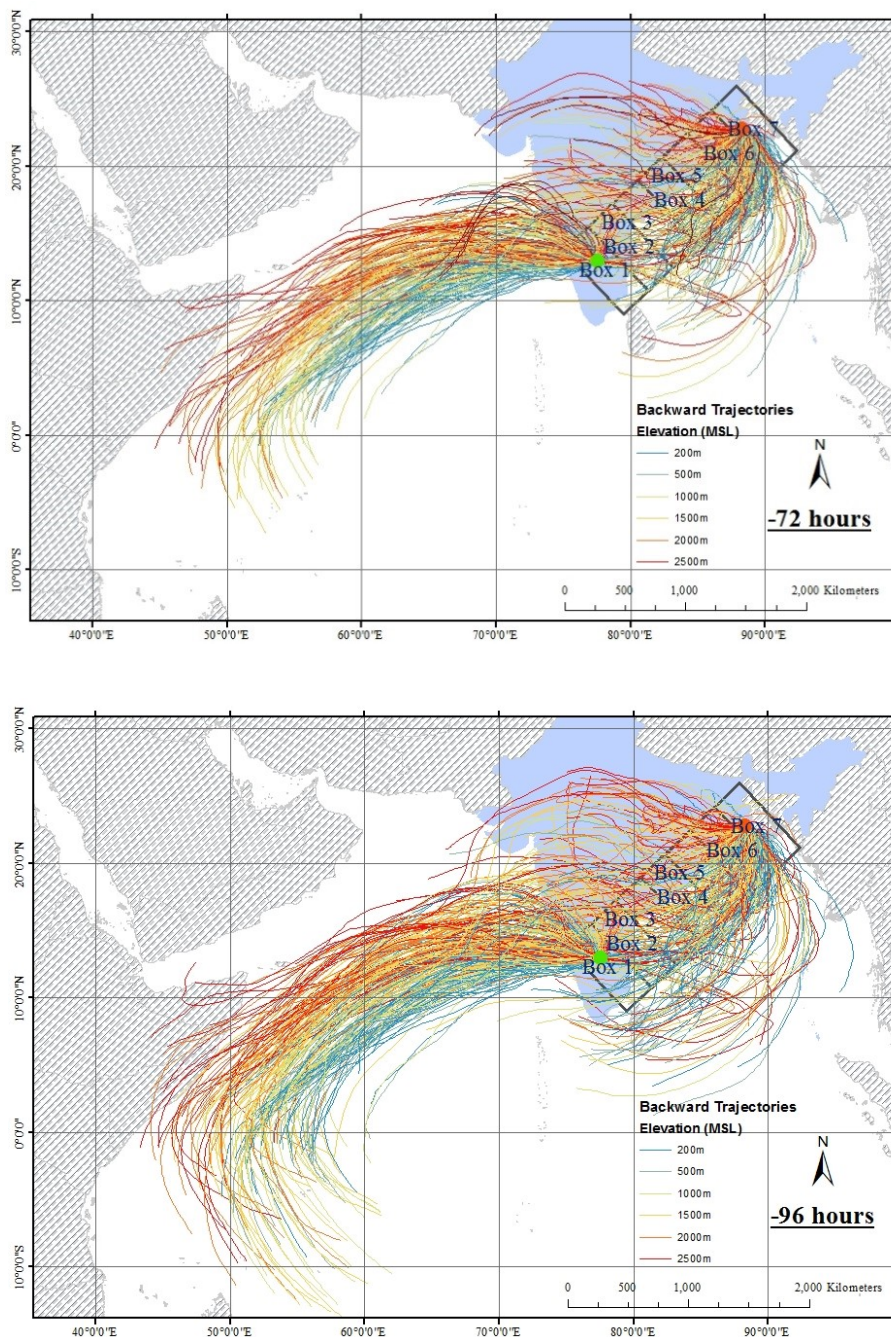 30°0'0"N
20°0'0"N
10°0'0"N
0°0'0"
10°0'0"S
Box 7
Box 6
Box 5
Box 4
Box 3
Box 2
Box 1
Backward Trajectories
Elevation (MSL)
200m
500m
1000m
1500m
2000m
2500m
N
-72 hours
0 500 1,000 2,000 Kilometers
40°0'0"E 50°0'0"E 60°0'0"E 70°0'0"E 80°0'0"E 90°0'0"E
30°0'0"N
20°0'0"N
10°0'0"N
0°0'0"
10°0'0"S
Box 7
Box 6
Box 5
Box 4
Box 3
Box 2
Box 1
Backward Trajectories
Elevation (MSL)
200m
500m
1000m
1500m
2000m
2500m
N
-96 hours
0 500 1,000 2,000 Kilometers
40°0'0"E 50°0'0"E 60°0'0"E 70°0'0"E 80°0'0"E 90°0'0"E